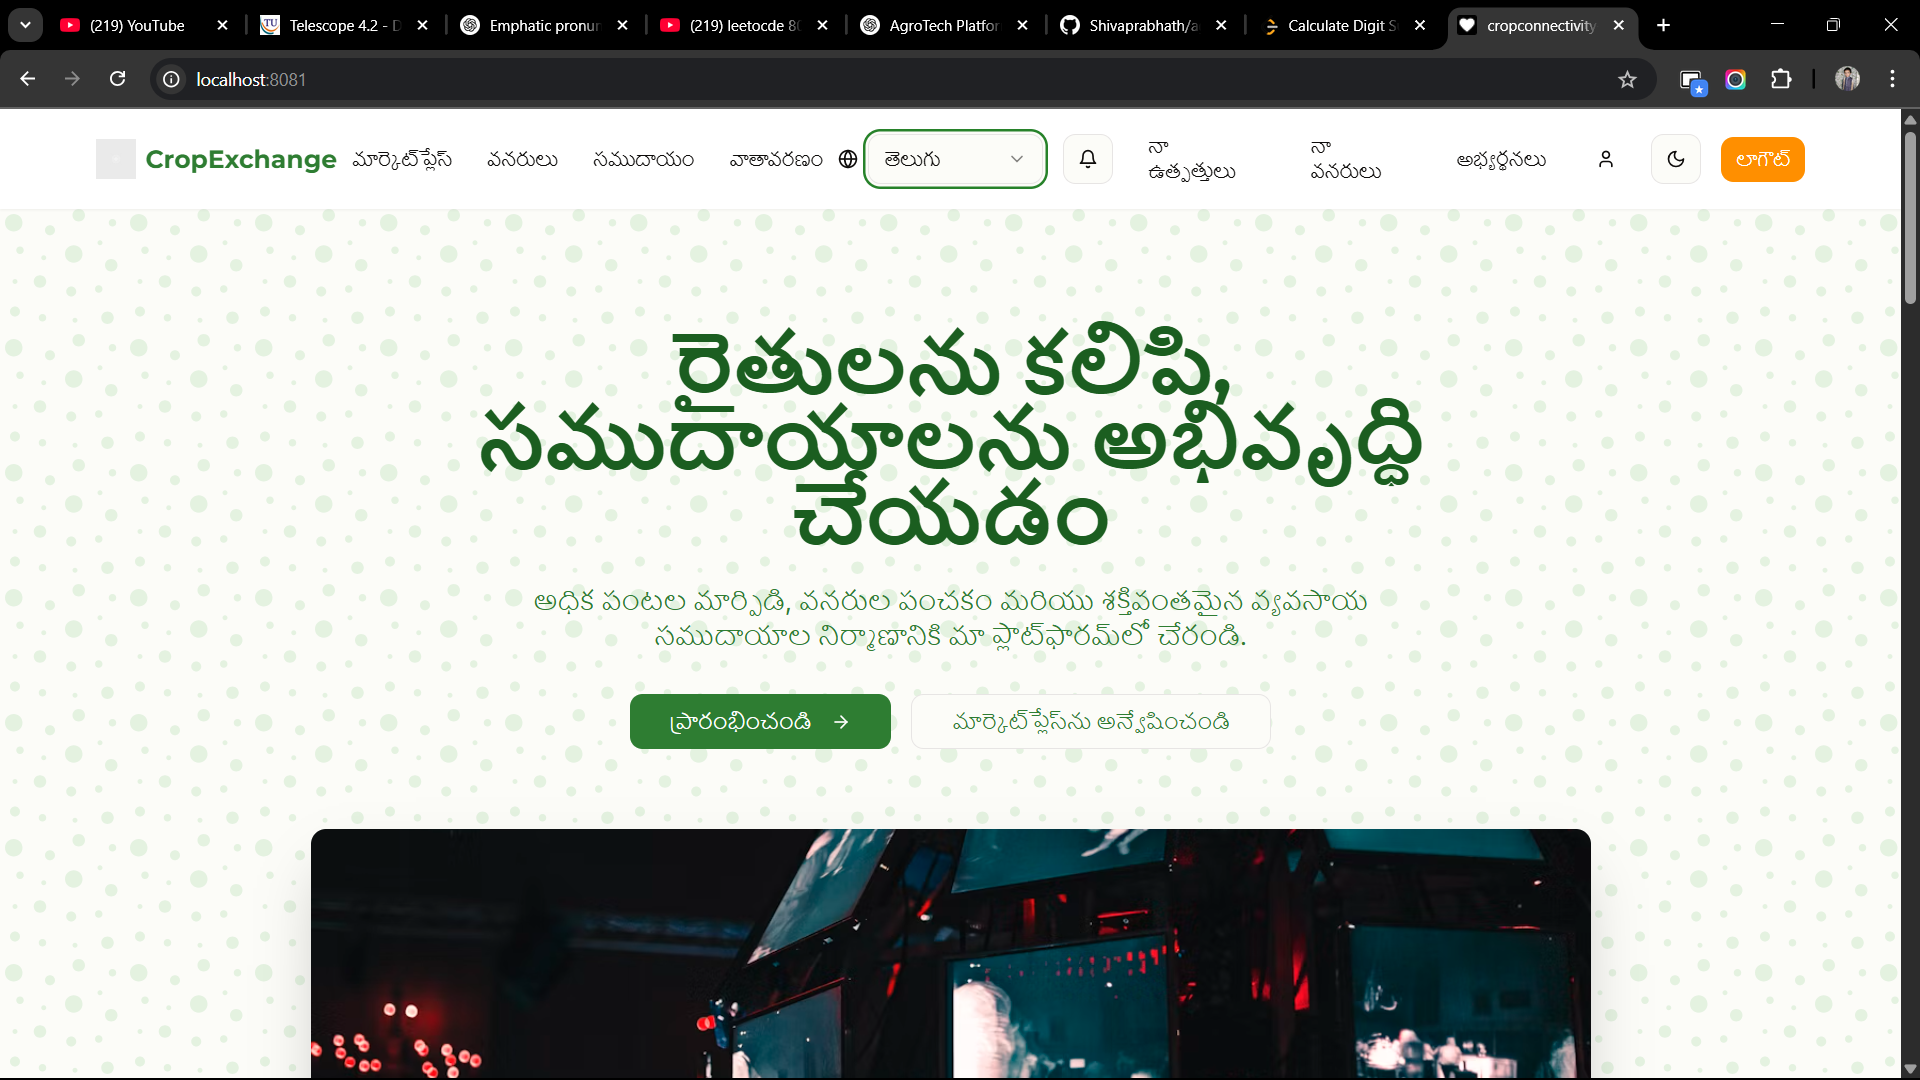 (219) YouTube
Telescope 4.2 - D
Emphatic pronun
(219) leetocde 80
AgroTech Platfor
Shivaprabhath/a
Calculate Digit S
cropconnectivity
localhost:8081
CropExchange
మార్కెట్‌ప్లేస్
వనరులు
సముదాయం
వాతావరణం
తెలుగు
నా
ఉత్పత్తులు
నా
వనరులు
అభ్యర్థనలు
లాగౌట్
రైతులను కలిపి,
సముదాయాలను అభివృద్ధి
చేయడం
అధిక పంటల మార్పిడి, వనరుల పంచకం మరియు శక్తివంతమైన వ్యవసాయ
సముదాయాల నిర్మాణానికి మా ప్లాట్‌ఫారమ్‌లో చేరండి.
ప్రారంభించండి
మార్కెట్‌ప్లేస్‌ను అన్వేషించండి